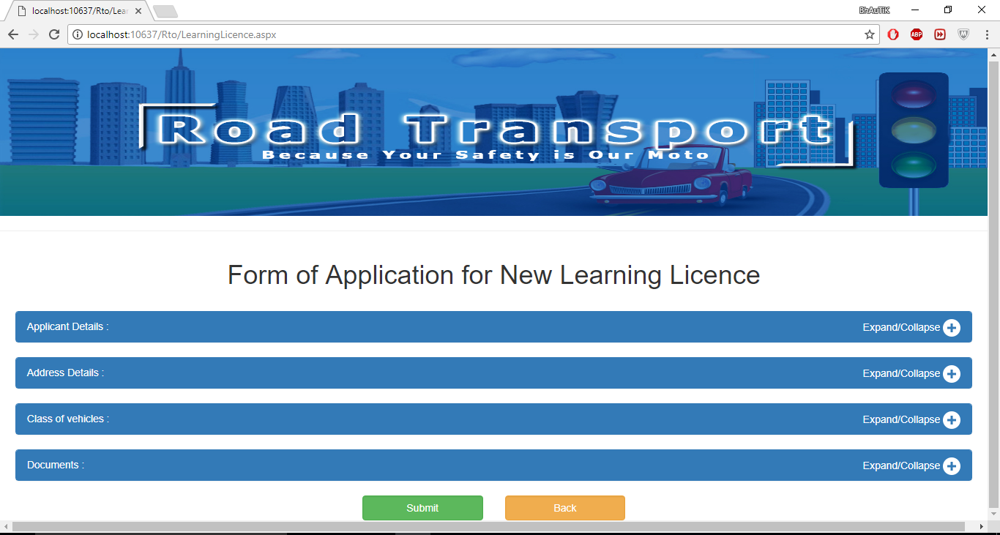 localhost:10637/Rto/Lear
BhAuTiK
localhost:10637/Rto/LearningLicence.aspx
ABP
Road Transport
Because Your Safety is Our Moto
Form of Application for New Learning Licence
Applicant Details : Expand/Collapse
Address Details : Expand/Collapse
Class of vehicles : Expand/Collapse
Documents : Expand/Collapse
Submit Back